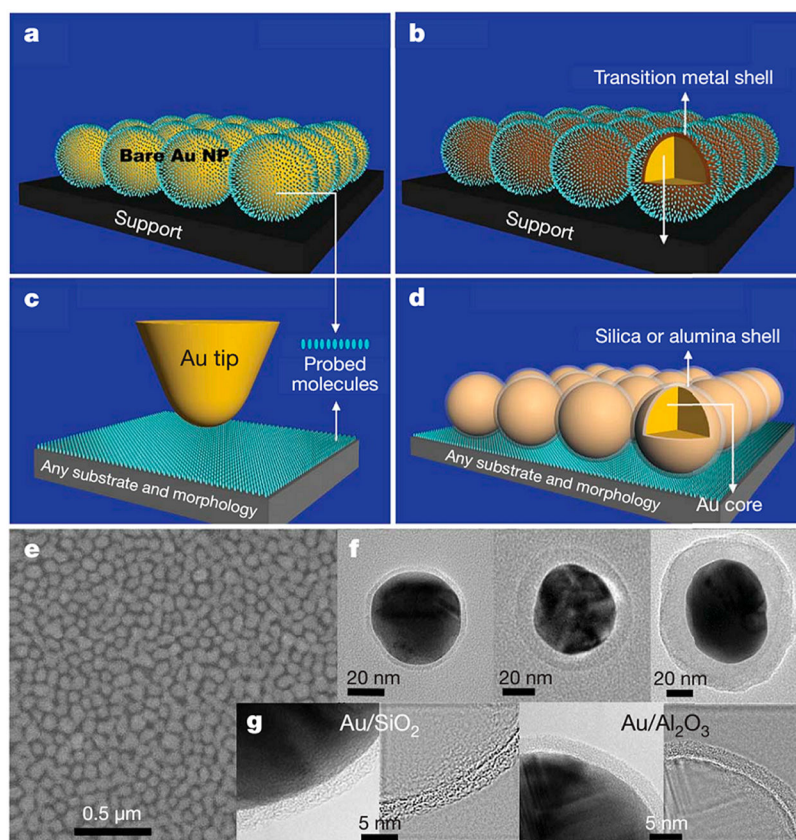 a
b
Transition metal shell
Bare Au NP
Support
Support
c
d
Au tip
Probed
molecules
Any substrate and morphology
Silica or alumina shell
Any substrate and morphology
Au core
e
f
20 nm
20 nm
20 nm
g
Au/SiO₂
Au/Al₂O₃
0.5 µm
5 nm
5 nm